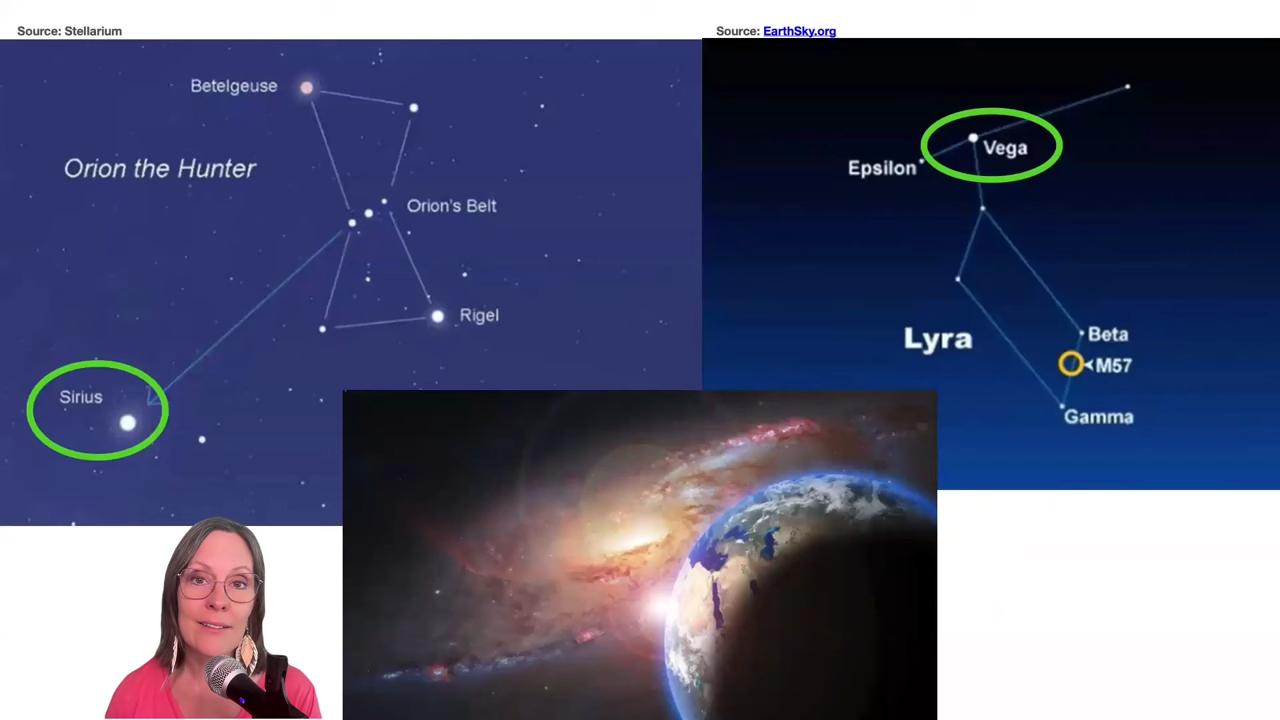 Source: Stellarium
Betelgeuse
Orion the Hunter
Orion's Belt
Rigel
Sirius
Source: EarthSky.org
Vega
Epsilon
Lyra
Beta
M57
Gamma